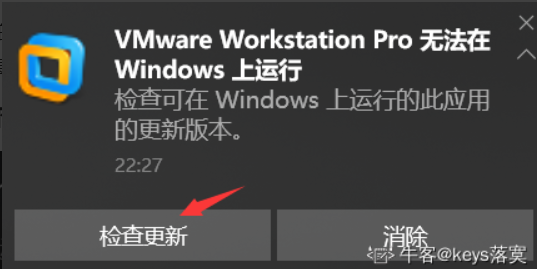 VMware Workstation Pro 无法在
Windows 上运行
检查可在 Windows 上运行的此应用
的更新版本。
22:27
检查更新
消除
牛客@keys落寞